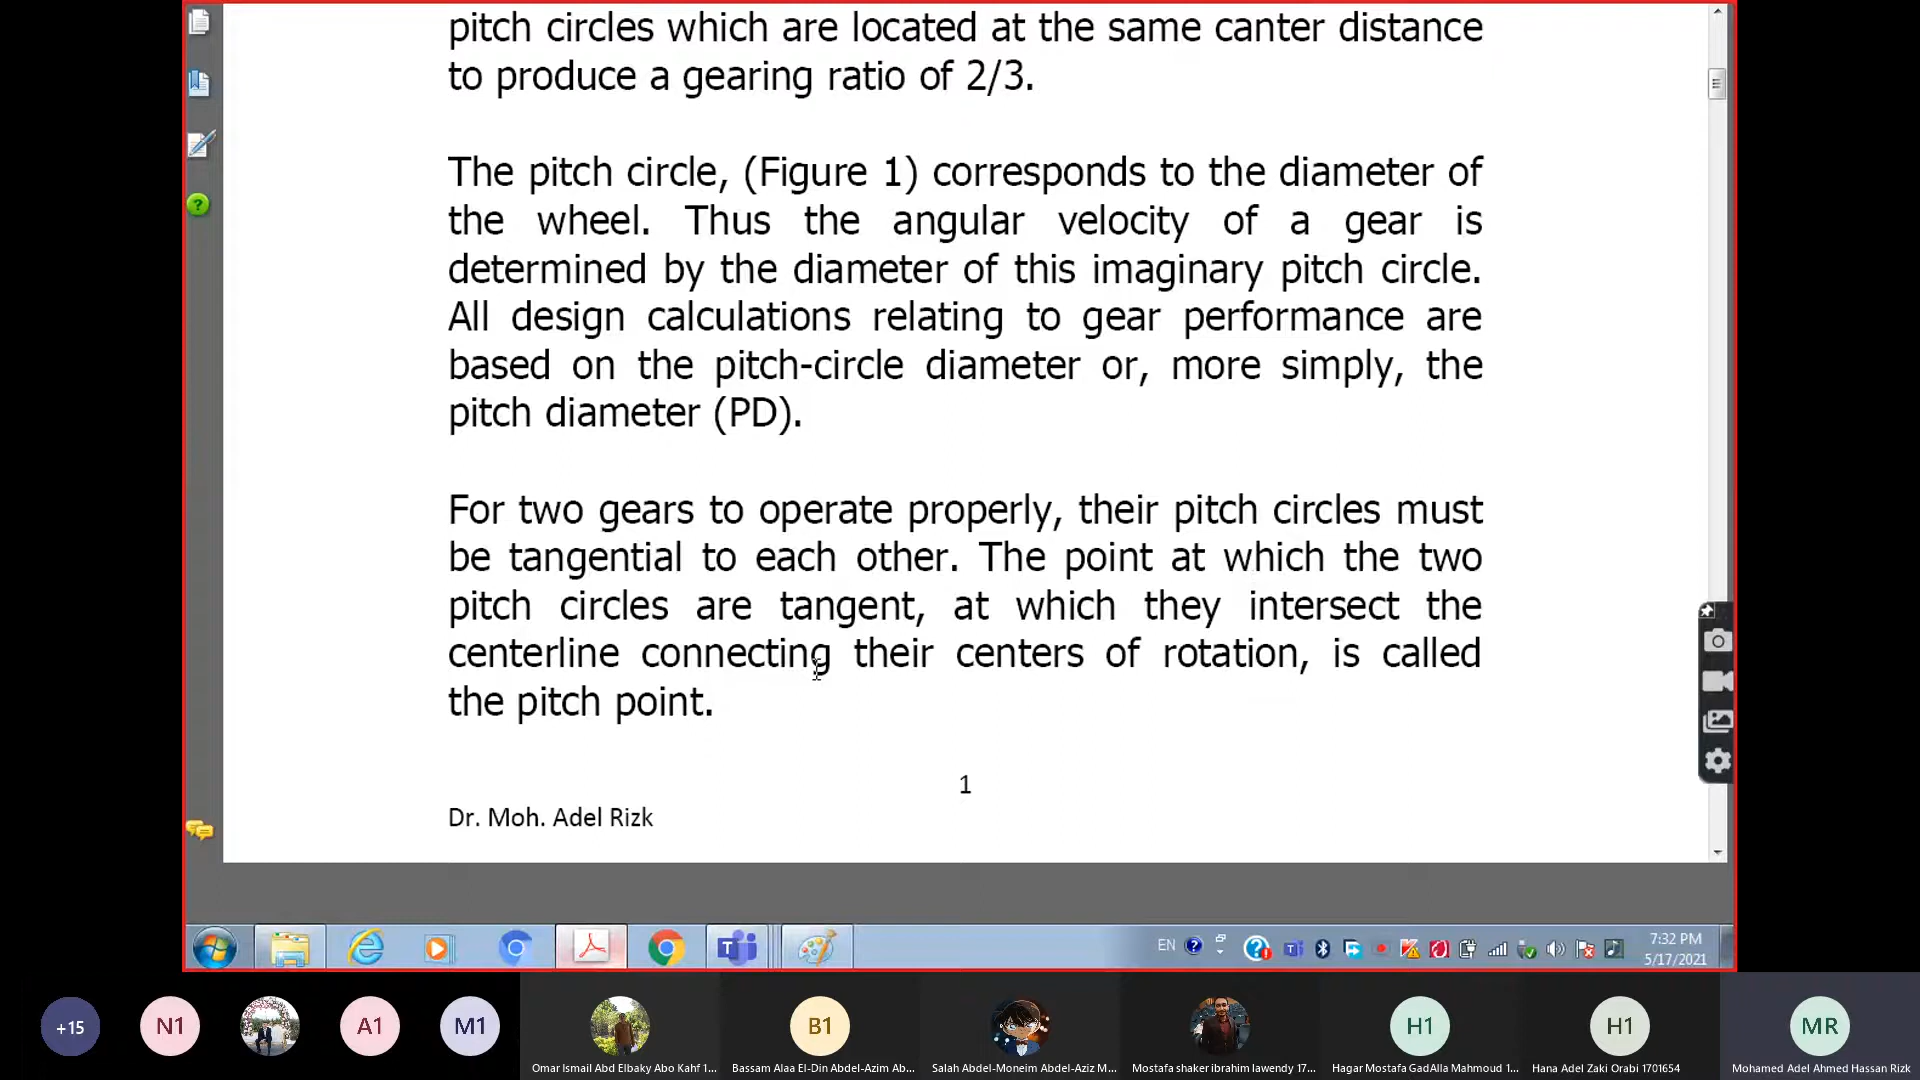 pitch circles which are located at the same canter distance
to produce a gearing ratio of 2/3.
The pitch circle, (Figure 1) corresponds to the diameter of
the wheel. Thus the angular velocity of a gear is
determined by the diameter of this imaginary pitch circle.
All design calculations relating to gear performance are
based on the pitch-circle diameter or, more simply, the
pitch diameter (PD).
For two gears to operate properly, their pitch circles must
be tangential to each other. The point at which the two
pitch circles are tangent, at which they intersect the
centerline connecting their centers of rotation, is called
the pitch point.
1
Dr. Moh. Adel Rizk
EN
7:32 PM
5/17/2021
+15
N1
A1
M1
B1
H1
H1
MR
Omar Ismail Abd Elbaky Abo Kahf 1...
Bassam Alaa El-Din Abdel-Azim Ab...
Salah Abdel-Moneim Abdel-Aziz M...
Mostafa shaker ibrahim lawendy 17...
Hagar Mostafa GadAlla Mahmoud 1...
Hana Adel Zaki Orabi 1701654
Mohamed Adel Ahmed Hassan Rizk